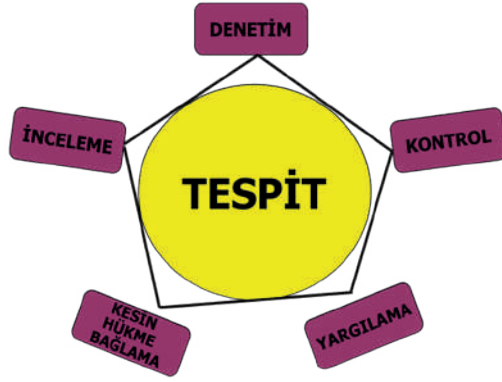 DENETİM
İNCELEME
KONTROL
TESPİT
KESİN
HÜKME
BAĞLAMA
YARGILAMA